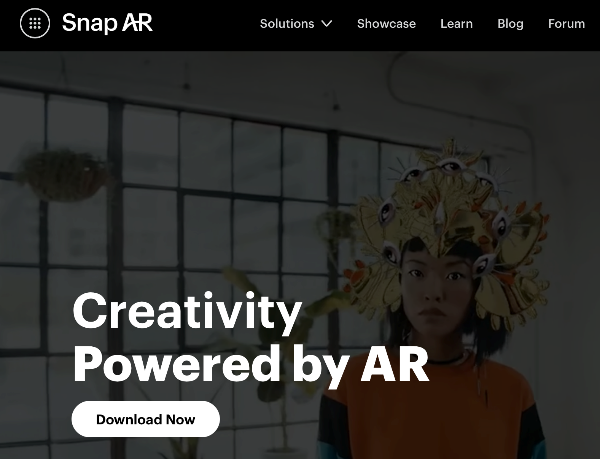 Snap AR
Solutions Showcase Learn Blog Forum
Creativity
Powered by AR
Download Now